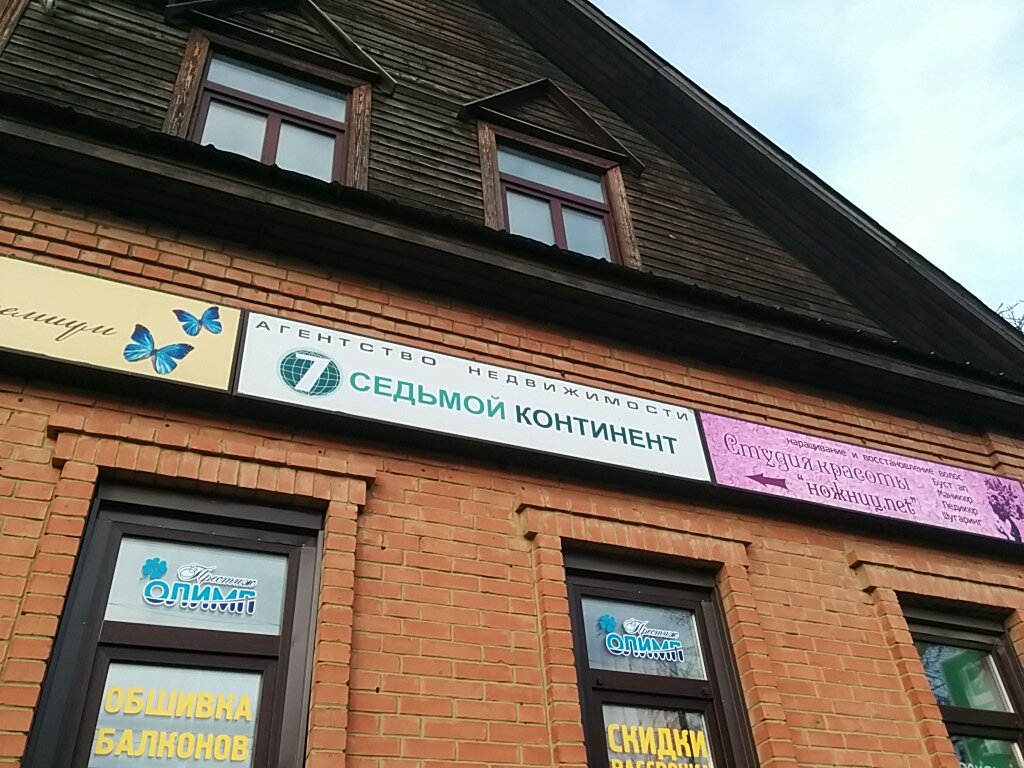 АГЕНТСТВО НЕДВИЖИМОСТИ
7 СЕДЬМОЙ КОНТИНЕНТ
наращивание и восстановление волос
Студия красоты
"ножниц.net"
Буст ап
Маникюр
Педикюр
Шугаринг
Престиж
ОЛИМП
ОБШИВКА
БАЛКОНОВ
Престиж
ОЛИМП
СКИДКИ